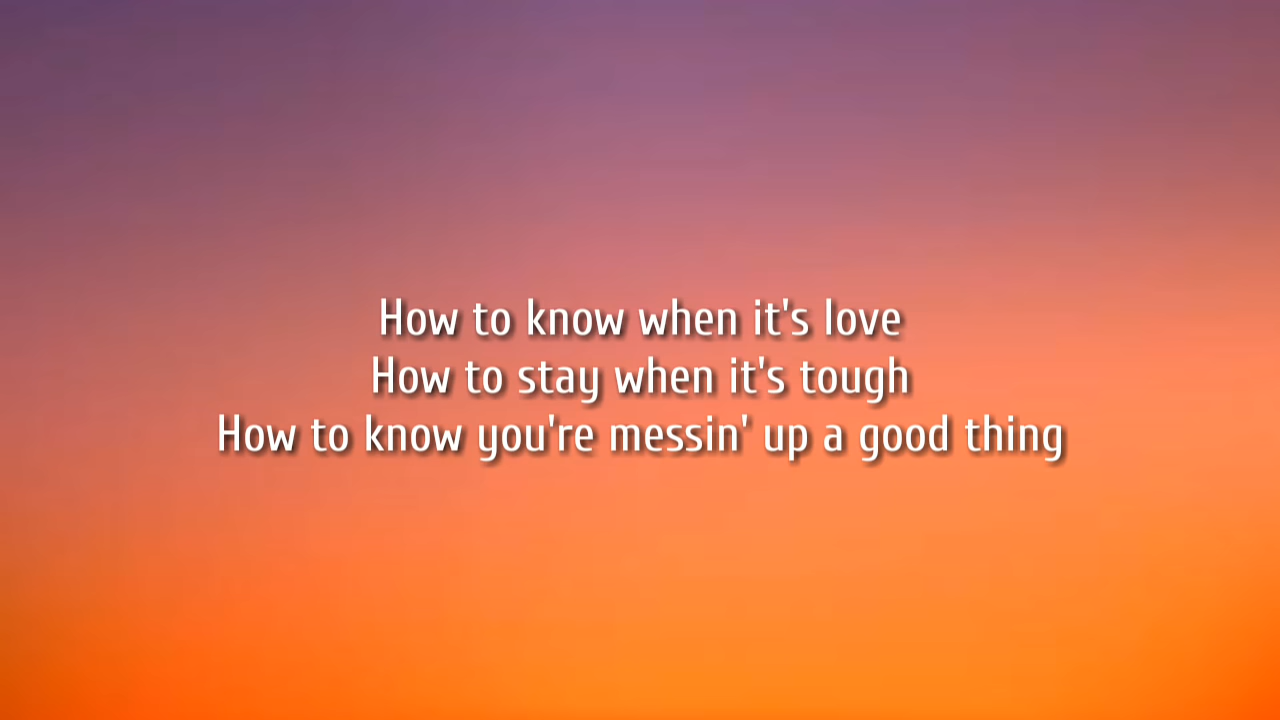 How to know when it's love
How to stay when it's tough
How to know you're messin' up a good thing